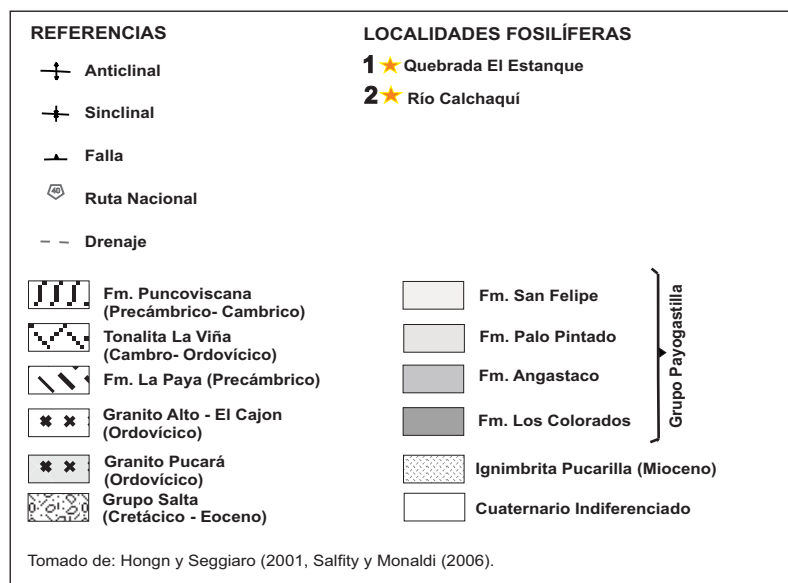 REFERENCIAS
Anticlinal
Sinclinal
Falla
40
Ruta Nacional
Drenaje
Fm. Puncoviscana
(Precámbrico- Cambrico)
Tonalita La Viña
(Cambro- Ordovícico)
Fm. La Paya (Precámbrico)
Granito Alto - El Cajon
(Ordovícico)
Granito Pucará
(Ordovícico)
Grupo Salta
(Cretácico - Eoceno)
LOCALIDADES FOSILÍFERAS
1 Quebrada El Estanque
2 Río Calchaquí
Fm. San Felipe
Fm. Palo Pintado
Fm. Angastaco
Fm. Los Colorados
Grupo Payogastilla
Ignimbrita Pucarilla (Mioceno)
Cuaternario Indiferenciado
Tomado de: Hongn y Seggiaro (2001, Salfity y Monaldi (2006).